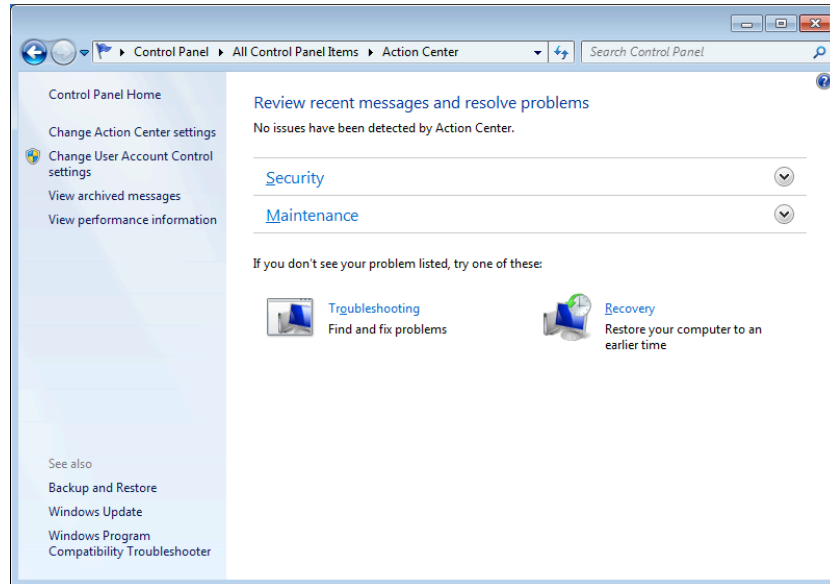 Control Panel All Control Panel Items Action Center Search Control Panel
Control Panel Home
Change Action Center settings
Change User Account Control
settings
View archived messages
View performance information
Review recent messages and resolve problems
No issues have been detected by Action Center.
Security
Maintenance
If you don't see your problem listed, try one of these:
Troubleshooting
Find and fix problems
Recovery
Restore your computer to an
earlier time
See also
Backup and Restore
Windows Update
Windows Program
Compatibility Troubleshooter